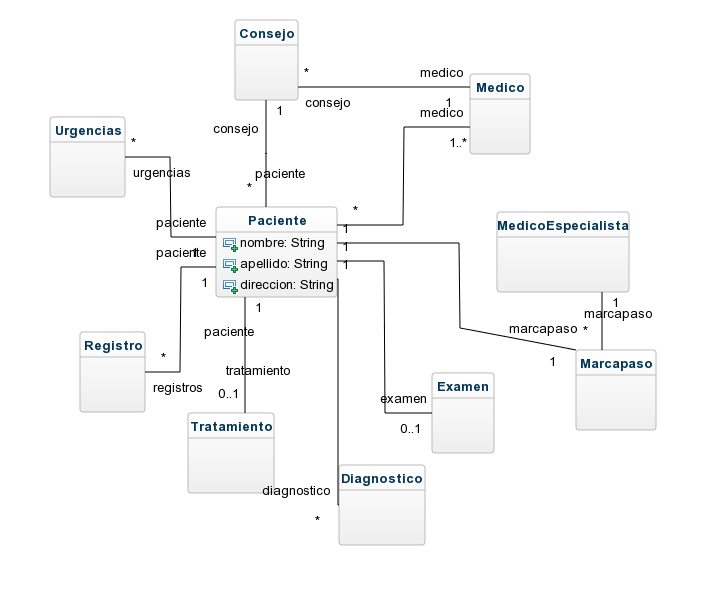 Consejo
*
medico
Medico
consejo
1
1
medico
Urgencias
consejo
*
1..*
urgencias
paciente
*
*
Paciente
MedicoEspecialista
paciente
1
nombre: String
1
paciente
1
apellido: String
1
1
direccion: String
1
1
marcapaso
paciente
marcapaso
*
Registro
*
1
Marcapaso
tratamiento
registros
0..1
examen
Examen
Tratamiento
0..1
Diagnostico
diagnostico
*